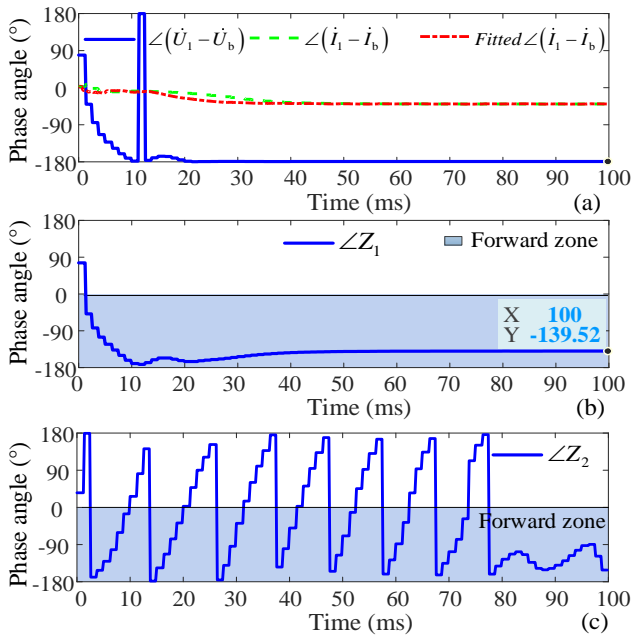 180
90
0
-90
-180
Phase angle (°)
∠(U̇₁−U̇_b) ∠(İ₁−İ_b) Fitted∠(İ₁−İ_b)
0 10 20 30 40 50 60 70 80 90 100
Time (ms)
(a)
180
90
0
-90
-180
Phase angle (°)
∠Z₁ Forward zone
X 100
Y -139.52
0 10 20 30 40 50 60 70 80 90 100
Time (ms)
(b)
180
90
0
-90
-180
Phase angle (°)
∠Z₂
Forward zone
0 10 20 30 40 50 60 70 80 90 100
Time (ms)
(c)